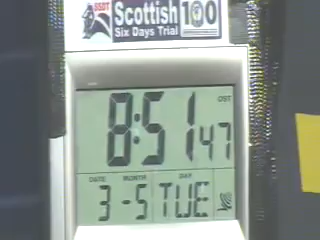 SSDT
Scottish 100
Six Days Trial
DST
8:51 47
DATE MONTH DAY
3 -5 TUE